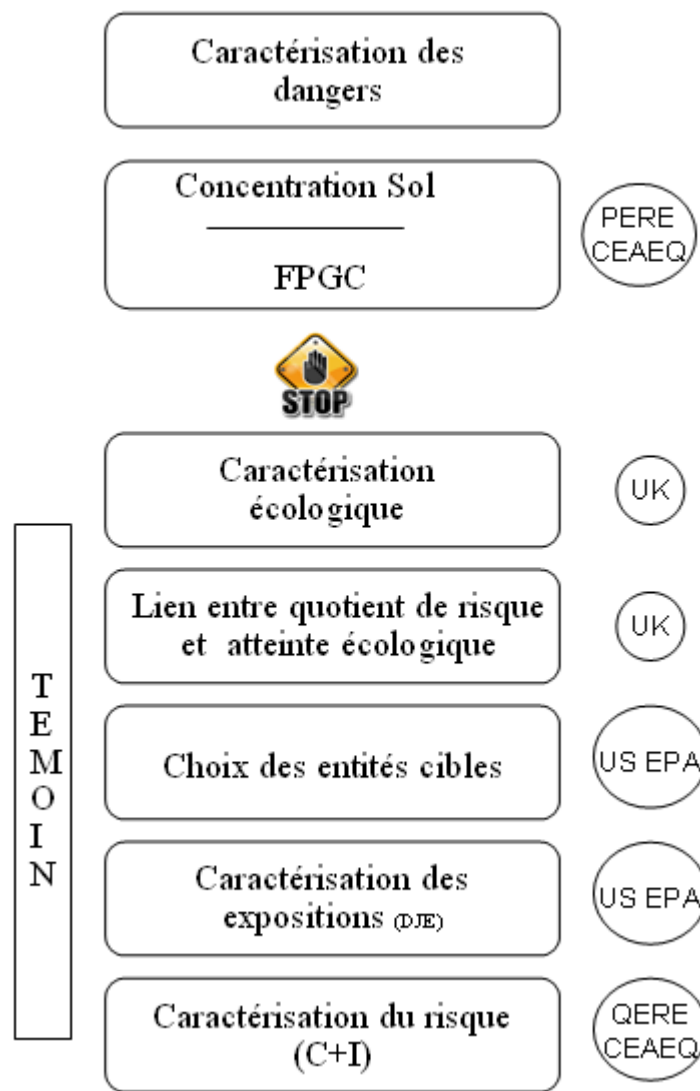 Caractérisation des
dangers
Concentration Sol
FPGC
PERE
CEAEQ
STOP
Caractérisation
écologique
UK
Lien entre quotient de risque
et atteinte écologique
UK
TEMOIN
Choix des entités cibles
US EPA
Caractérisation des
expositions (DJE)
US EPA
Caractérisation du risque
(C+I)
QERE
CEAEQ